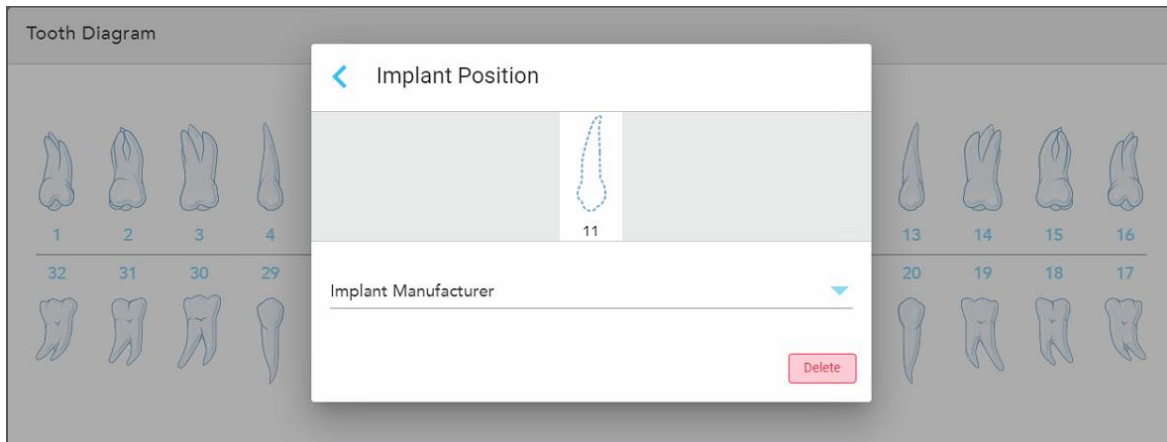 Tooth Diagram
Implant Position
11
1 2 3 4 13 14 15 16
32 31 30 29 20 19 18 17
Implant Manufacturer
Delete